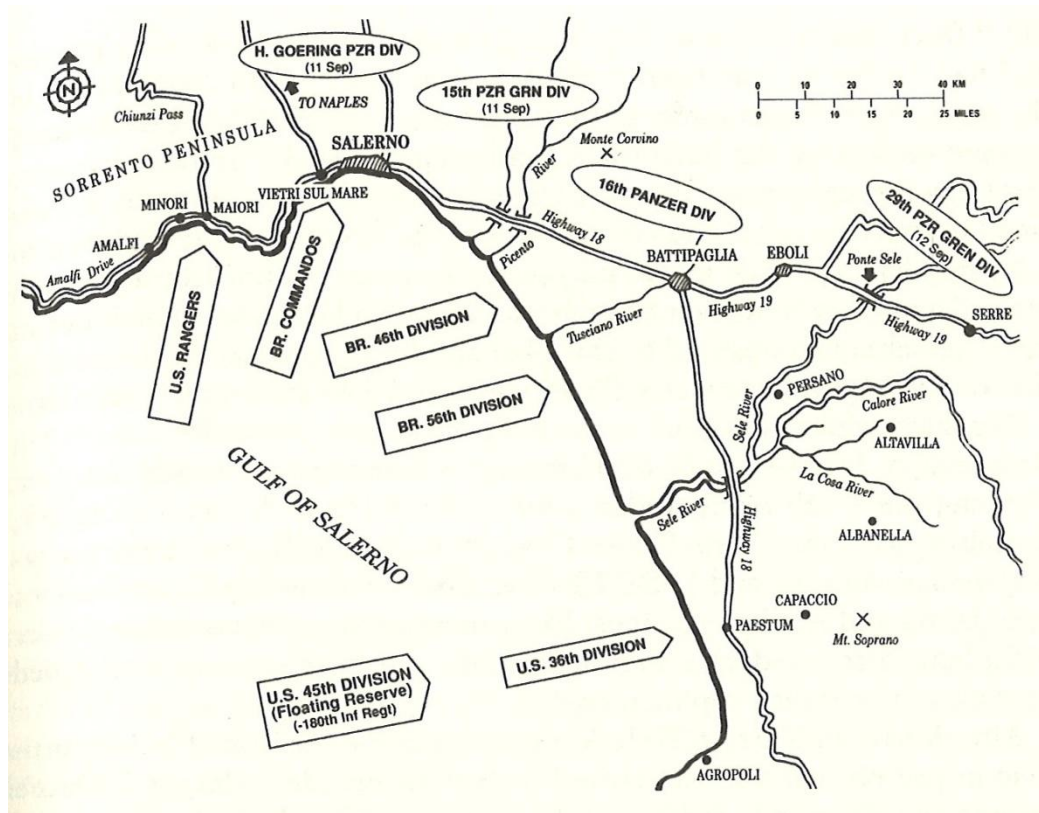 H. GOERING PZR DIV
(11 Sep)
TO NAPLES
15th PZR GRN DIV
(11 Sep)
0 10 20 30 40 KM
0 5 10 15 20 25 MILES
N
Chiunzi Pass
SORRENTO PENINSULA
SALERNO
River
Monte Corvino
VIETRI SUL MARE
16th PANZER DIV
29th PZR GREN DIV
(12 Sep)
MINORI
MAIORI
AMALFI
Amalfi Drive
Picento
Highway 18
BATTIPAGLIA
EBOLI
Ponte Sele
Highway 19
Highway 19
SERRE
U.S. RANGERS
BR. COMMANDOS
BR. 46th DIVISION
Tusciano River
BR. 56th DIVISION
PERSANO
Sele River
Calore River
ALTAVILLA
La Cosa River
GULF OF SALERNO
Sele River
Highway 18
ALBANELLA
CAPACCIO
PAESTUM
Mt. Soprano
U.S. 36th DIVISION
U.S. 45th DIVISION
(Floating Reserve)
(-180th Inf Regt)
AGROPOLI